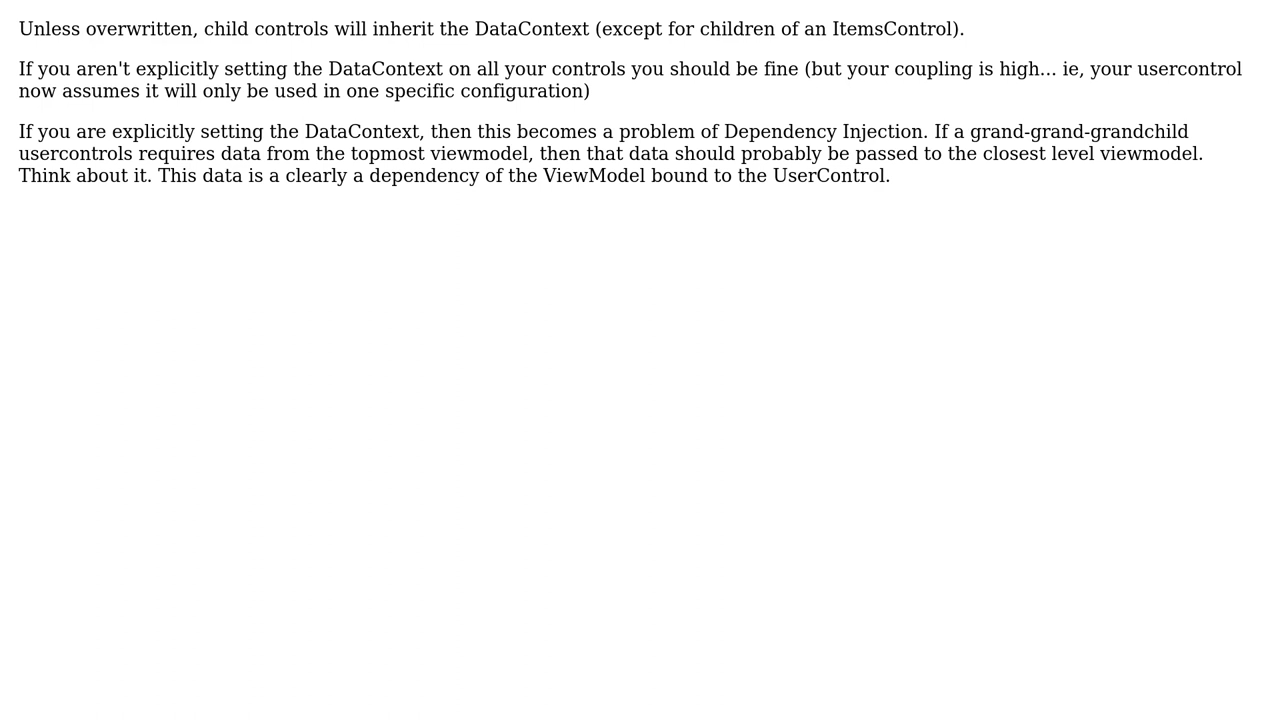 Unless overwritten, child controls will inherit the DataContext (except for children of an ItemsControl).
If you aren't explicitly setting the DataContext on all your controls you should be fine (but your coupling is high... ie, your usercontrol
now assumes it will only be used in one specific configuration)
If you are explicitly setting the DataContext, then this becomes a problem of Dependency Injection. If a grand-grand-grandchild
usercontrols requires data from the topmost viewmodel, then that data should probably be passed to the closest level viewmodel.
Think about it. This data is a clearly a dependency of the ViewModel bound to the UserControl.